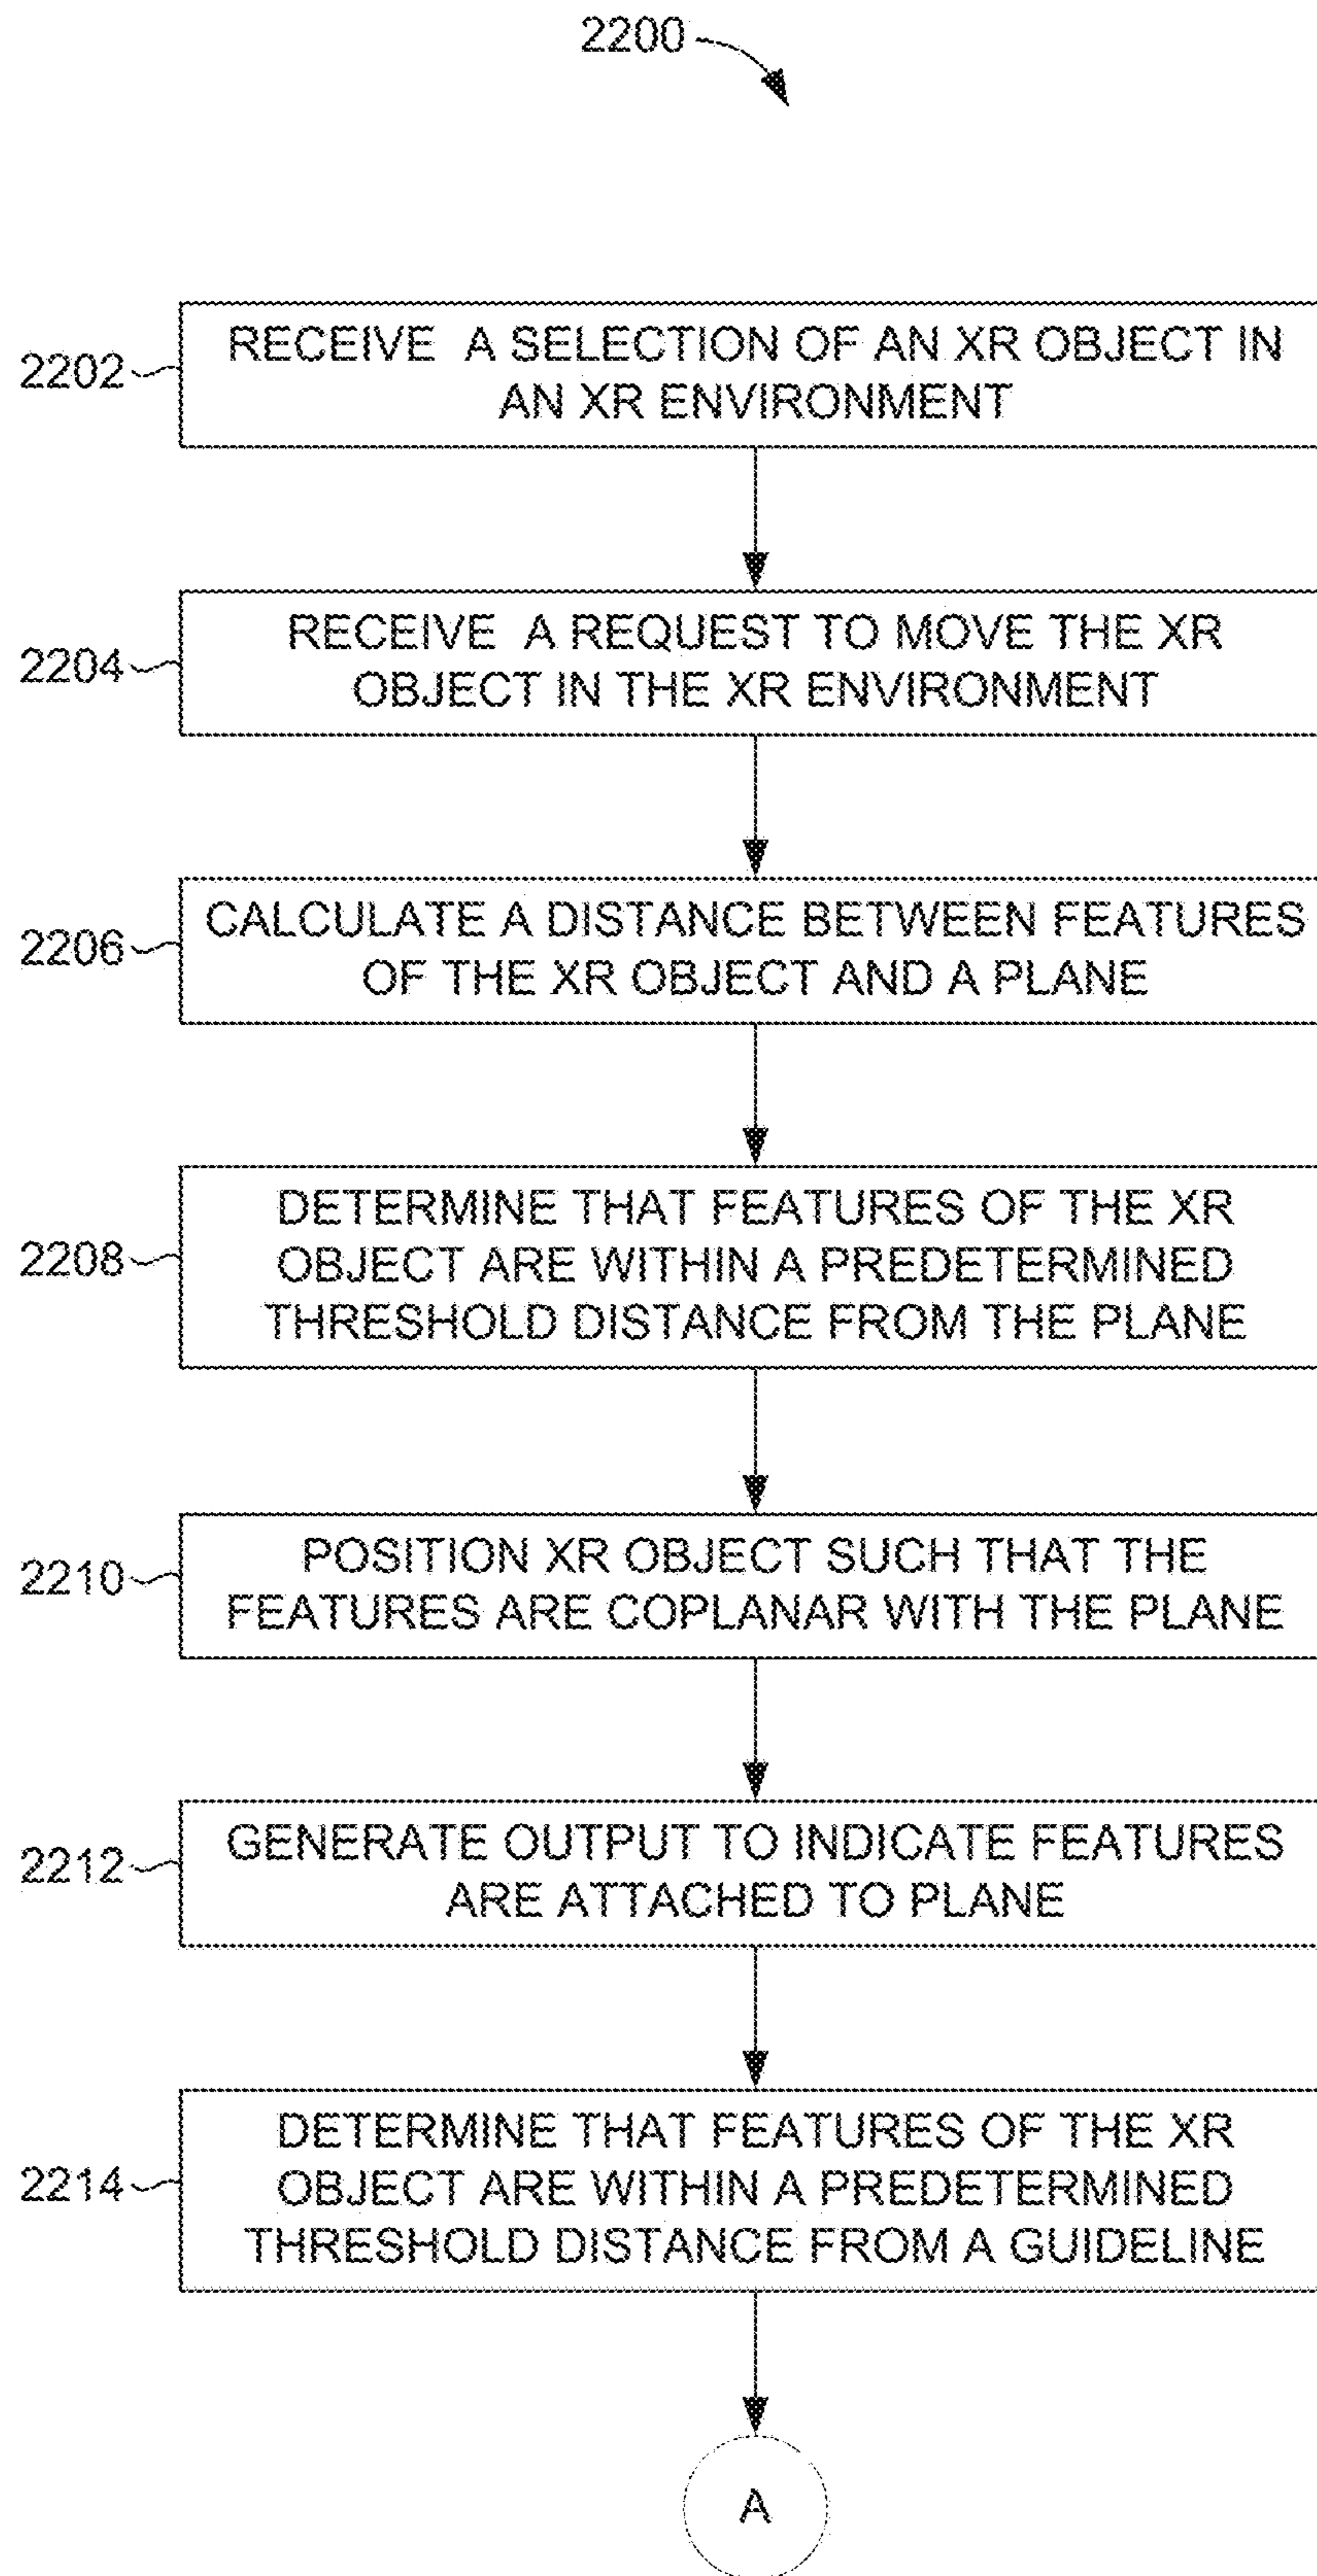 2200
2202
RECEIVE A SELECTION OF AN XR OBJECT IN
AN XR ENVIRONMENT
2204
RECEIVE A REQUEST TO MOVE THE XR
OBJECT IN THE XR ENVIRONMENT
2206
CALCULATE A DISTANCE BETWEEN FEATURES
OF THE XR OBJECT AND A PLANE
2208
DETERMINE THAT FEATURES OF THE XR
OBJECT ARE WITHIN A PREDETERMINED
THRESHOLD DISTANCE FROM THE PLANE
2210
POSITION XR OBJECT SUCH THAT THE
FEATURES ARE COPLANAR WITH THE PLANE
2212
GENERATE OUTPUT TO INDICATE FEATURES
ARE ATTACHED TO PLANE
2214
DETERMINE THAT FEATURES OF THE XR
OBJECT ARE WITHIN A PREDETERMINED
THRESHOLD DISTANCE FROM A GUIDELINE
A